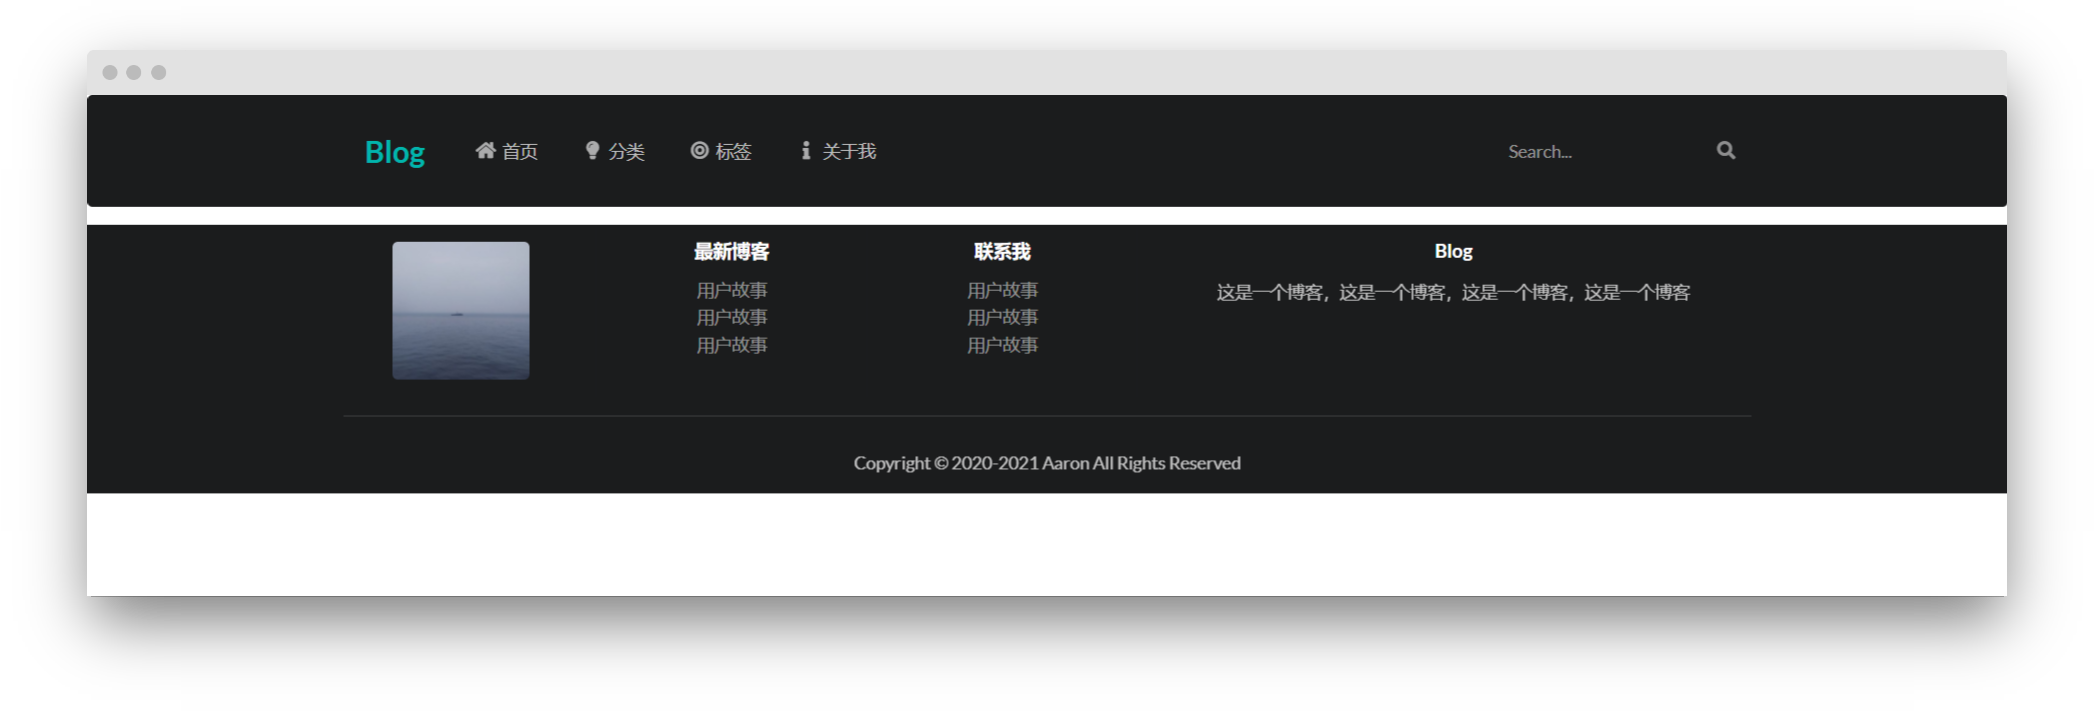 Blog 首页 分类 标签 关于我 Search...
最新博客
用户故事
用户故事
用户故事
联系我
用户故事
用户故事
用户故事
Blog
这是一个博客，这是一个博客，这是一个博客，这是一个博客
Copyright © 2020-2021 Aaron All Rights Reserved